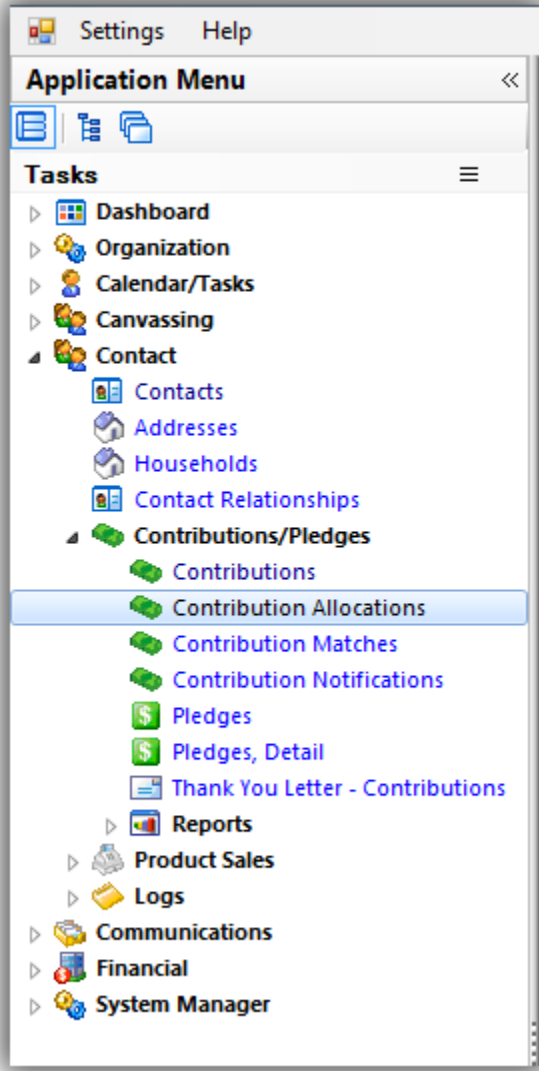 Settings Help
Application Menu
Tasks
Dashboard
Organization
Calendar/Tasks
Canvassing
Contact
Contacts
Addresses
Households
Contact Relationships
Contributions/Pledges
Contributions
Contribution Allocations
Contribution Matches
Contribution Notifications
Pledges
Pledges, Detail
Thank You Letter - Contributions
Reports
Product Sales
Logs
Communications
Financial
System Manager